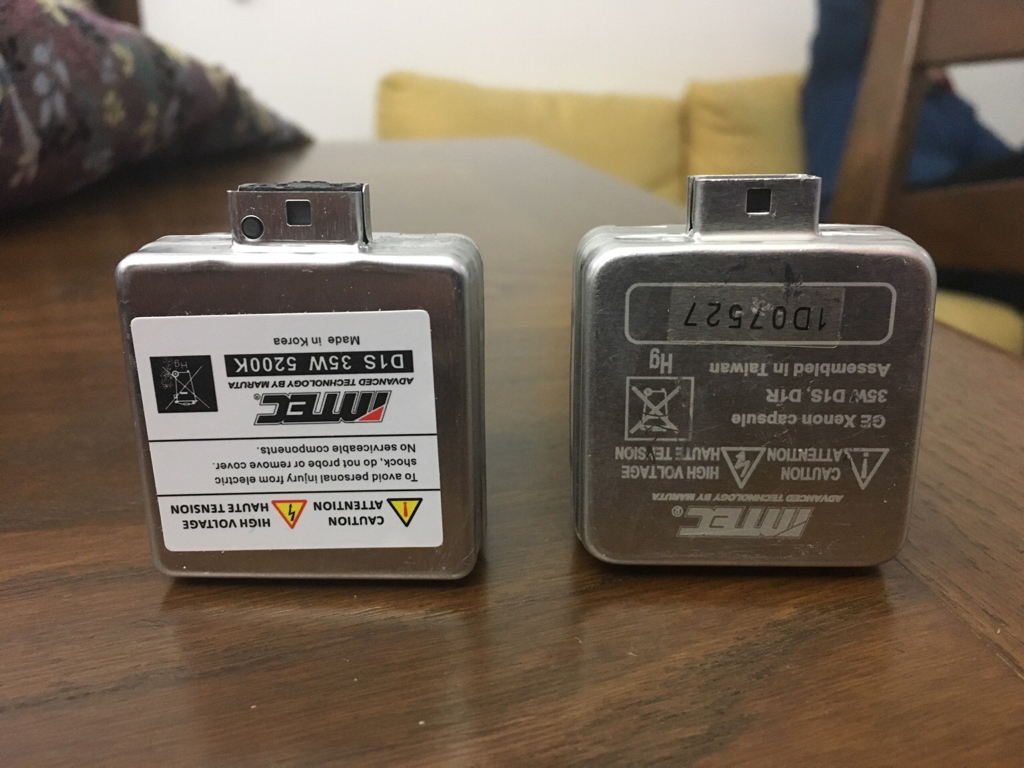 CAUTION HIGH VOLTAGE
ATTENTION HAUTE TENSION
To avoid personal injury from electric
shock, do not probe or remove cover.
No serviceable components.
MTEC®
ADVANCED TECHNOLOGY BY MARUTA
D1S 35W 5200K
Hg
Made in Korea
MTEC®
ADVANCED TECHNOLOGY BY MARUTA
CAUTION HIGH VOLTAGE
ATTENTION HAUTE TENSION
GE Xenon capsule
35W D1S, D1R
Assembled in Taiwan
Hg
1D07527